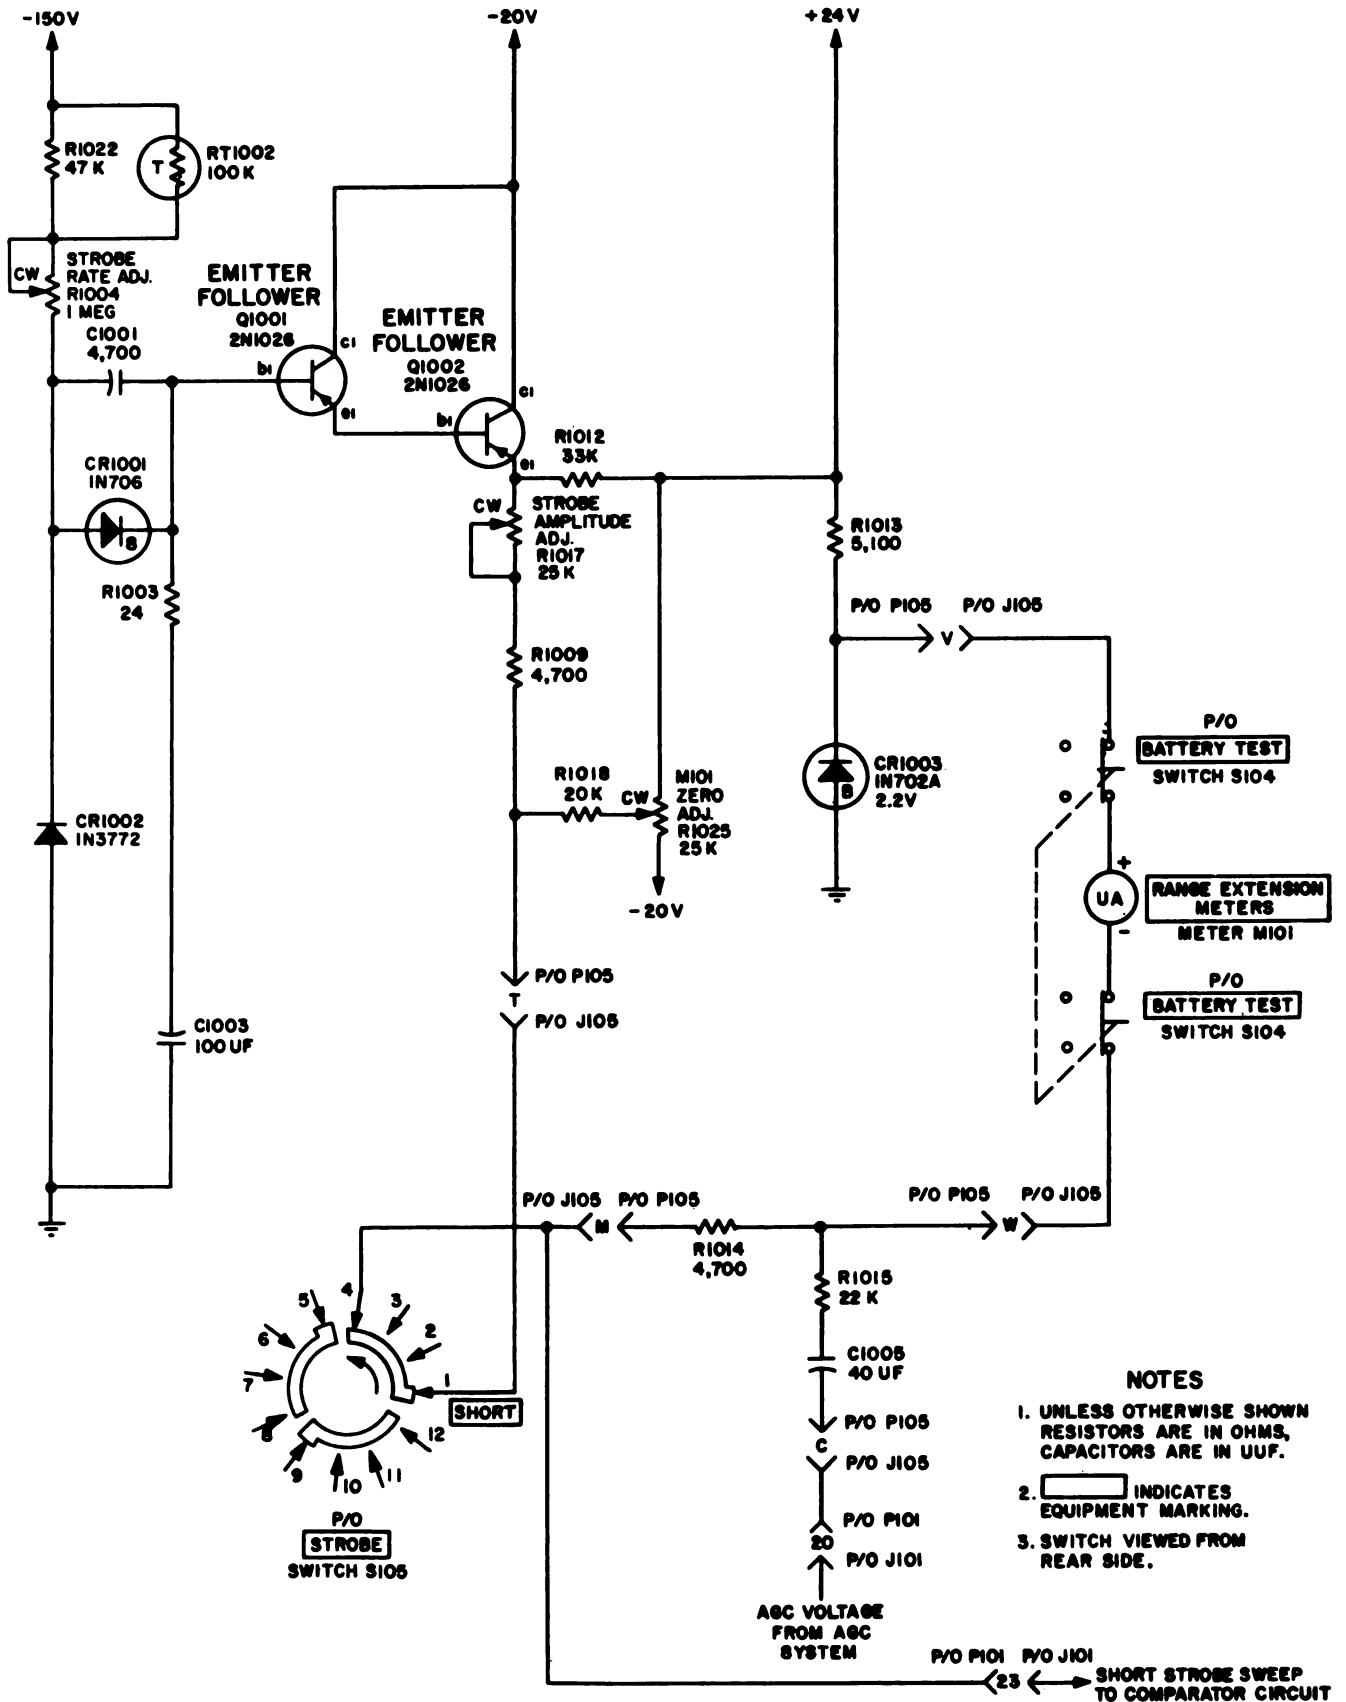 -150V
-20V
+24V
R1022
47 K
T
RT1002
100 K
CW
STROBE
RATE ADJ.
R1004
1 MEG
C1001
4,700
EMITTER
FOLLOWER
Q1001
2N1026
b1
c1
e1
EMITTER
FOLLOWER
Q1002
2N1026
b1
c1
e1
CR1001
1N706
B
R1003
24
R1012
33K
CW
STROBE
AMPLITUDE
ADJ.
R1017
25 K
R1013
5,100
P/O P105
P/O J105
V
R1009
4,700
R1018
20 K
CW
M101
ZERO
ADJ.
R1025
25 K
-20V
CR1003
1N702A
2.2V
B
P/O
BATTERY TEST
SWITCH S104
CR1002
1N3772
+
UA
-
RANGE EXTENSION
METERS
METER M101
P/O
BATTERY TEST
SWITCH S104
P/O P105
T
P/O J105
C1003
100 UF
P/O J105
P/O P105
M
R1014
4,700
P/O P105
P/O J105
W
R1015
22 K
C1005
40 UF
P/O P105
C
P/O J105
P/O P101
20
P/O J101
AGC VOLTAGE
FROM AGC
SYSTEM
5
4
3
2
1
6
7
8
9
10
11
12
SHORT
P/O
STROBE
SWITCH S105
NOTES
1. UNLESS OTHERWISE SHOWN
RESISTORS ARE IN OHMS,
CAPACITORS ARE IN UUF.
2. INDICATES
EQUIPMENT MARKING.
3. SWITCH VIEWED FROM
REAR SIDE.
P/O P101
P/O J101
23
SHORT STROBE SWEEP
TO COMPARATOR CIRCUIT